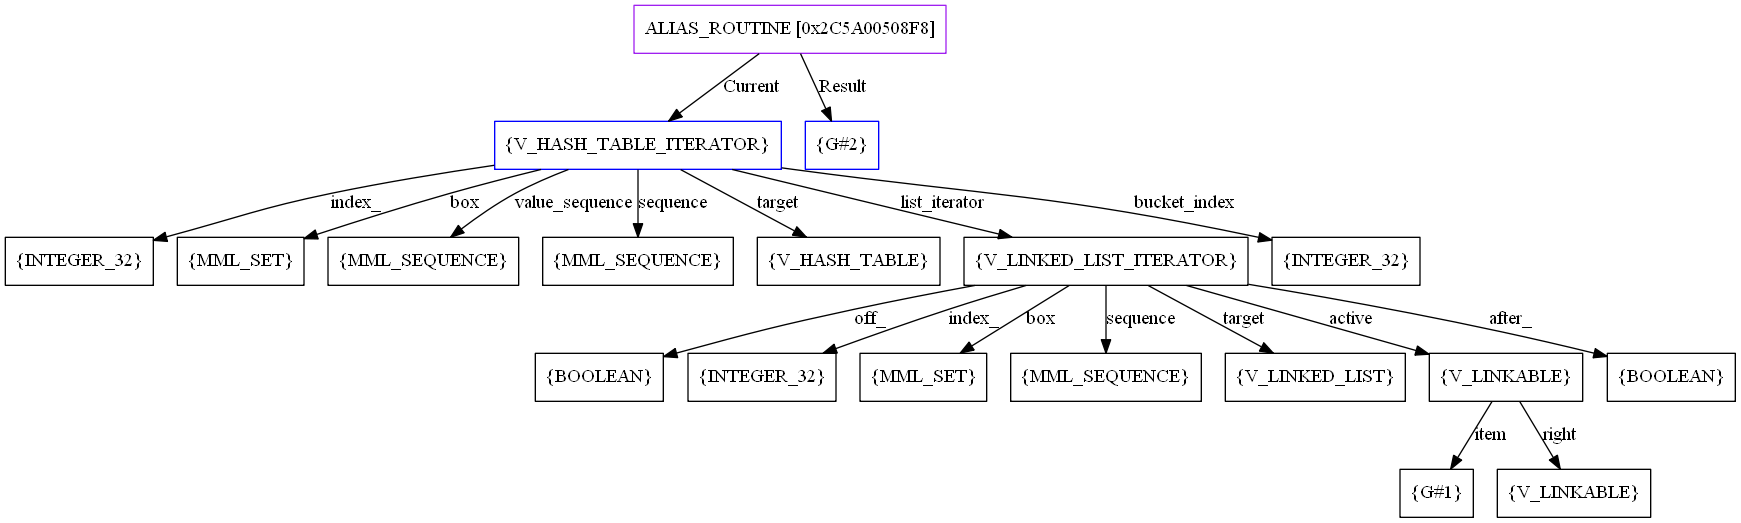 ALIAS_ROUTINE [0x2C5A00508F8]
Current
Result
{V_HASH_TABLE_ITERATOR}
{G#2}
index_
box
value_sequence
sequence
target
list_iterator
bucket_index
{INTEGER_32}
{MML_SET}
{MML_SEQUENCE}
{MML_SEQUENCE}
{V_HASH_TABLE}
{V_LINKED_LIST_ITERATOR}
{INTEGER_32}
off_
index_
box
sequence
target
active
after_
{BOOLEAN}
{INTEGER_32}
{MML_SET}
{MML_SEQUENCE}
{V_LINKED_LIST}
{V_LINKABLE}
{BOOLEAN}
item
right
{G#1}
{V_LINKABLE}